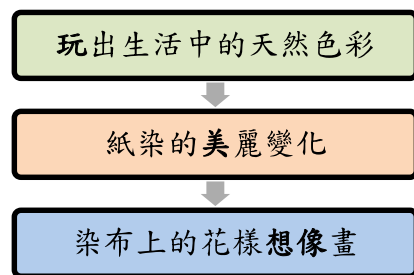 玩出生活中的天然色彩
紙染的美麗變化
染布上的花樣想像畫